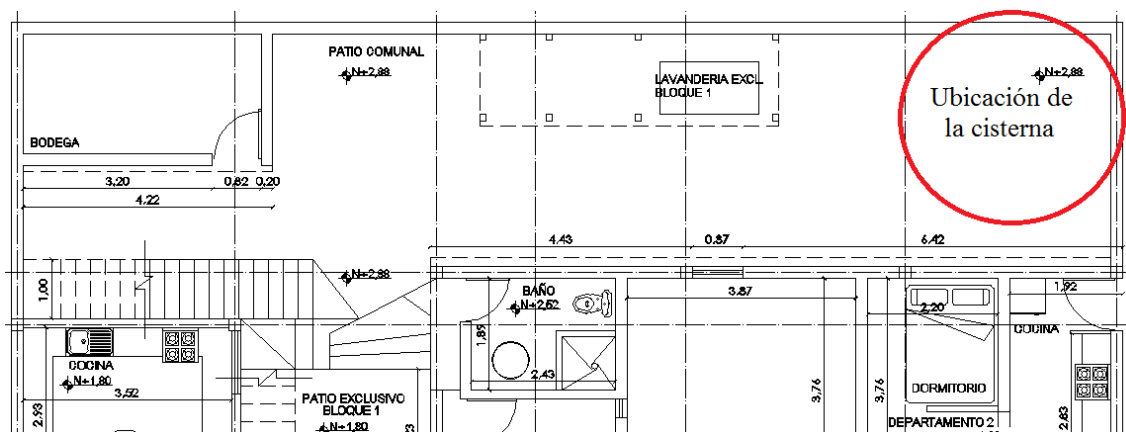 PATIO COMUNAL
N+2,88
LAVANDERIA EXCL.
BLOQUE 1
N+2,88
Ubicación de
la cisterna
BODEGA
3,20
0,82
0,20
4.22
4.43
0.87
6.42
1,00
N+2,88
BAÑO
N+2,52
3.87
2,20
1,92
COCINA
1,89
2.43
COCINA
N+1,80
3,52
2.93
PATIO EXCLUSIVO
BLOQUE 1
N+1,80
3,76
3,76
DORMITORIO
DEPARTAMENTO 2
2,63